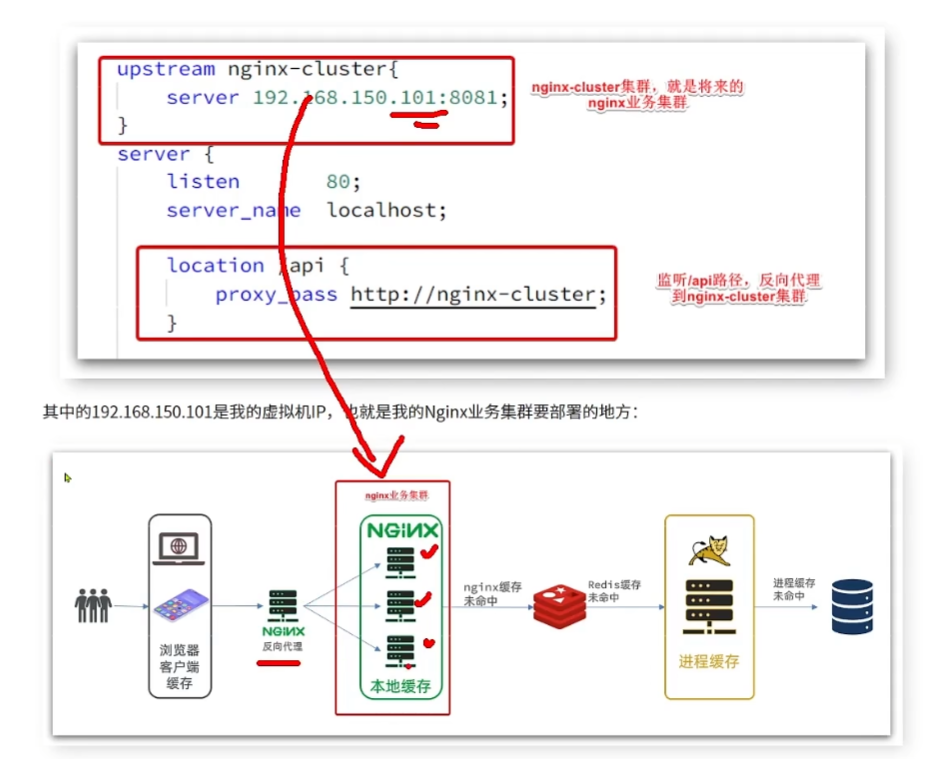 upstream nginx-cluster{
server 192.168.150.101:8081;
}
nginx-cluster集群，就是将来的
nginx业务集群
server {
listen 80;
server_name localhost;
location /api {
proxy_pass http://nginx-cluster;
}
监听/api路径，反向代理
到nginx-cluster集群
其中的192.168.150.101是我的虚拟机IP，也就是我的Nginx业务集群要部署的地方：
nginx业务集群
NGINX
浏览器
客户端
缓存
NGINX
反向代理
本地缓存
nginx缓存
未命中
Redis缓存
未命中
进程缓存
进程缓存
未命中